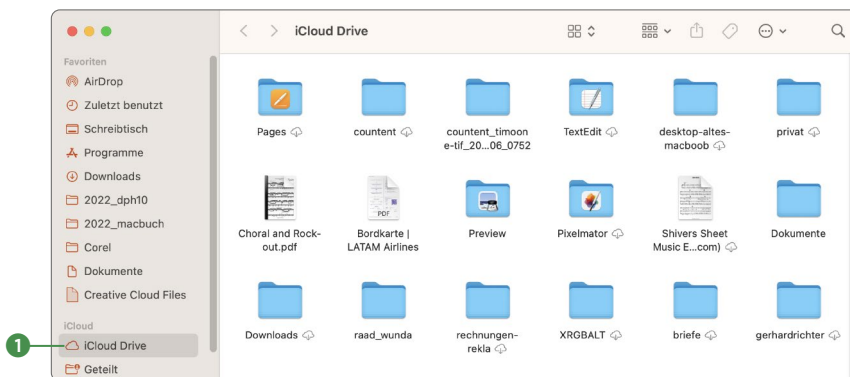 iCloud Drive
Favoriten
AirDrop
Zuletzt benutzt
Schreibtisch
Programme
Downloads
2022_dph10
2022_macbuch
Corel
Dokumente
Creative Cloud Files
iCloud
1
iCloud Drive
Geteilt
Pages
countent
countent_timoon
e-tif_20...06_0752
TextEdit
desktop-altes-
macboob
privat
Choral and Rock-
out.pdf
PDF
Bordkarte |
LATAM Airlines
Preview
Pixelmator
Shivers Sheet
Music E...com)
Dokumente
Downloads
raad_wunda
rechnungen-
rekla
XRGBALT
briefe
gerhardrichter